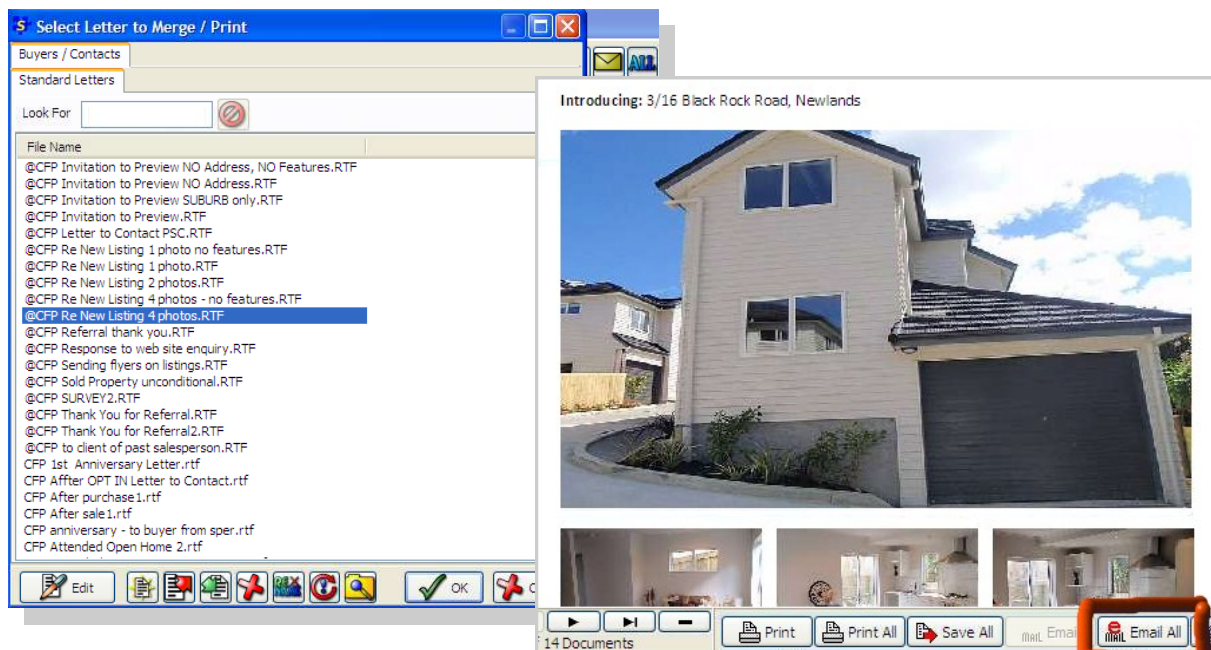 Select Letter to Merge / Print
Buyers / Contacts
Standard Letters
Look For
ALL
File Name
@CFP Invitation to Preview NO Address, NO Features.RTF
@CFP Invitation to Preview NO Address.RTF
@CFP Invitation to Preview SUBURB only.RTF
@CFP Invitation to Preview.RTF
@CFP Letter to Contact PSC.RTF
@CFP Re New Listing 1 photo no features.RTF
@CFP Re New Listing 1 photo.RTF
@CFP Re New Listing 2 photos.RTF
@CFP Re New Listing 4 photos - no features.RTF
@CFP Re New Listing 4 photos.RTF
@CFP Referral thank you.RTF
@CFP Response to web site enquiry.RTF
@CFP Sending flyers on listings.RTF
@CFP Sold Property unconditional.RTF
@CFP SURVEY2.RTF
@CFP Thank You for Referral.RTF
@CFP Thank You for Referral2.RTF
@CFP to client of past salesperson.RTF
CFP 1st Anniversary Letter.rtf
CFP Affter OPT IN Letter to Contact.rtf
CFP After purchase1.rtf
CFP After sale1.rtf
CFP anniversary - to buyer from sper.rtf
CFP Attended Open Home 2.rtf
Edit
OK
Introducing: 3/16 Black Rock Road, Newlands
14 Documents
Print
Print All
Save All
MAIL Emai
MAIL Email All